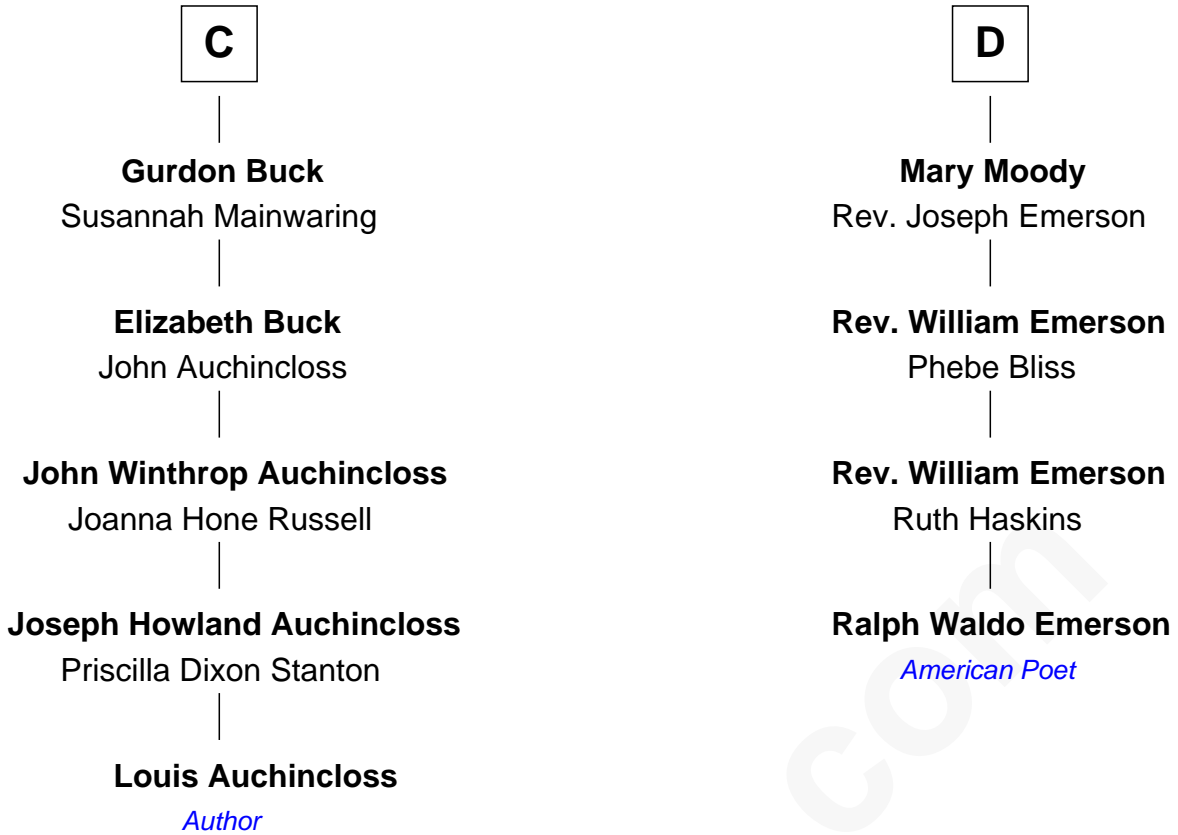 C
Gurdon Buck
Susannah Mainwaring
Elizabeth Buck
John Auchincloss
John Winthrop Auchincloss
Joanna Hone Russell
Joseph Howland Auchincloss
Priscilla Dixon Stanton
Louis Auchincloss
Author
D
Mary Moody
Rev. Joseph Emerson
Rev. William Emerson
Phebe Bliss
Rev. William Emerson
Ruth Haskins
Ralph Waldo Emerson
American Poet
com